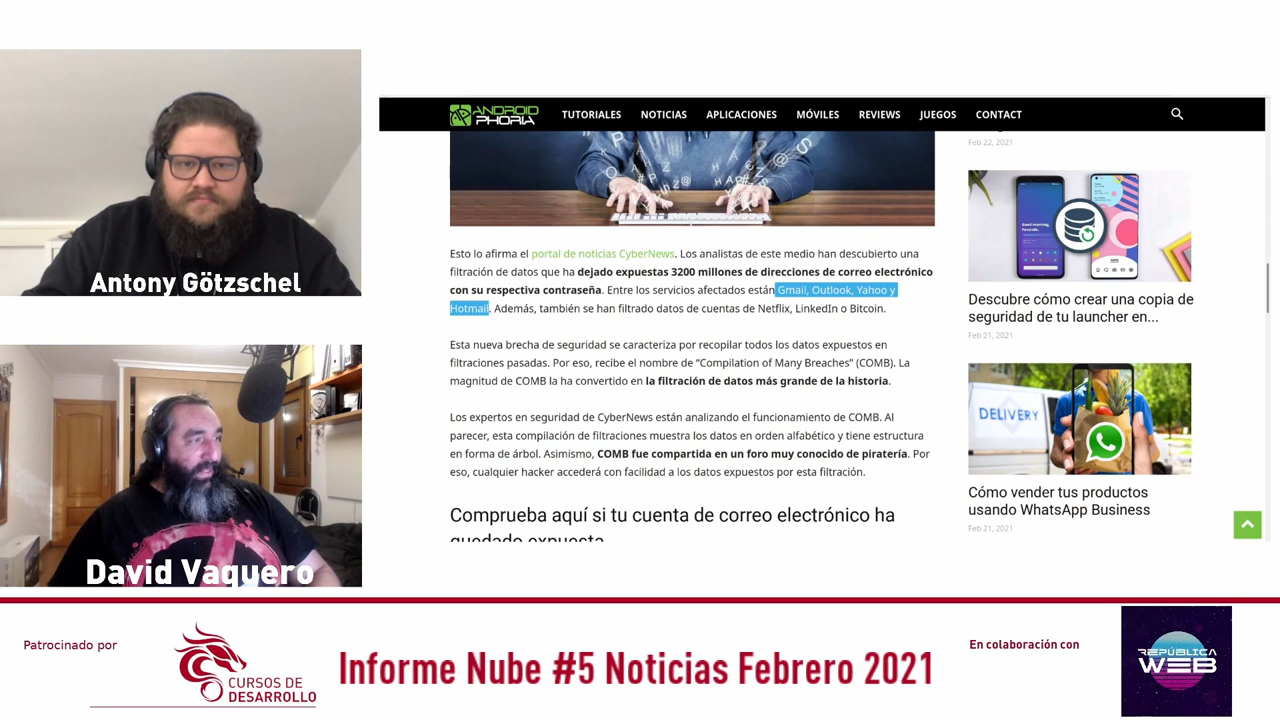 Antony Götzschel
David Vaquero
ANDROID
PHORIA
TUTORIALES
NOTICIAS
APLICACIONES
MÓVILES
REVIEWS
JUEGOS
CONTACT
Esto lo afirma el portal de noticias CyberNews. Los analistas de este medio han descubierto una
filtración de datos que ha dejado expuestas 3200 millones de direcciones de correo electrónico
con su respectiva contraseña. Entre los servicios afectados están Gmail, Outlook, Yahoo y
Hotmail. Además, también se han filtrado datos de cuentas de Netflix, LinkedIn o Bitcoin.
Esta nueva brecha de seguridad se caracteriza por recopilar todos los datos expuestos en
filtraciones pasadas. Por eso, recibe el nombre de “Compilation of Many Breaches” (COMB). La
magnitud de COMB la ha convertido en la filtración de datos más grande de la historia.
Los expertos en seguridad de CyberNews están analizando el funcionamiento de COMB. Al
parecer, esta compilación de filtraciones muestra los datos en orden alfabético y tiene estructura
en forma de árbol. Asimismo, COMB fue compartida en un foro muy conocido de piratería. Por
eso, cualquier hacker accederá con facilidad a los datos expuestos por esta filtración.
Comprueba aquí si tu cuenta de correo electrónico ha
quedado expuesta
Feb 22, 2021
Descubre cómo crear una copia de
seguridad de tu launcher en...
Feb 21, 2021
DELIVERY
Cómo vender tus productos
usando WhatsApp Business
Feb 21, 2021
Patrocinado por
CURSOS DE
DESARROLLO
Informe Nube #5 Noticias Febrero 2021
En colaboración con
REPÚBLICA
WEB